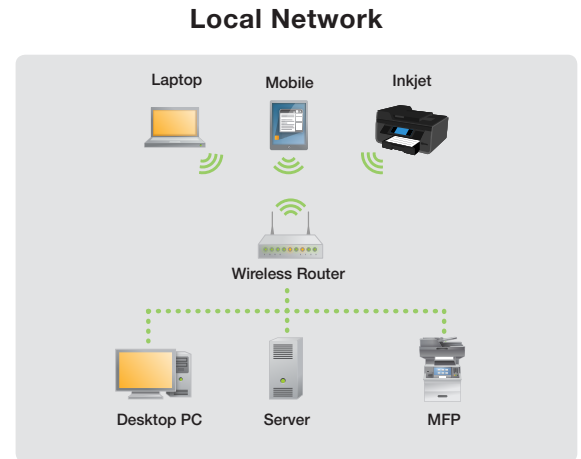 Local Network
Laptop
Mobile
Inkjet
Wireless Router
Desktop PC
Server
MFP